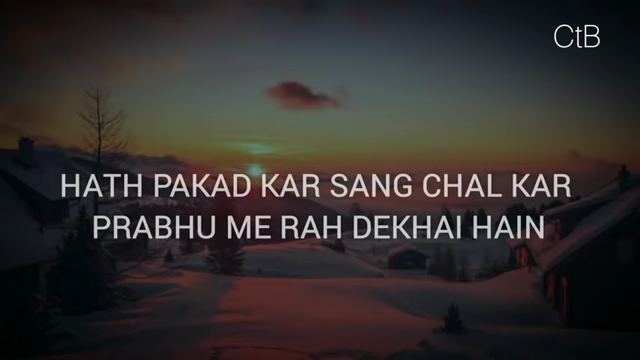 CtB
HATH PAKAD KAR SANG CHAL KAR
PRABHU ME RAH DEKHAI HAIN